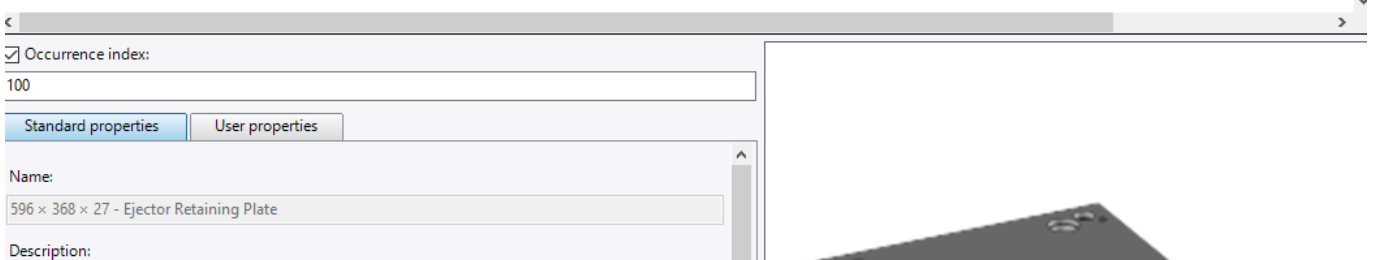 Occurrence index:
100
Standard properties User properties
Name:
596 × 368 × 27 - Ejector Retaining Plate
Description: